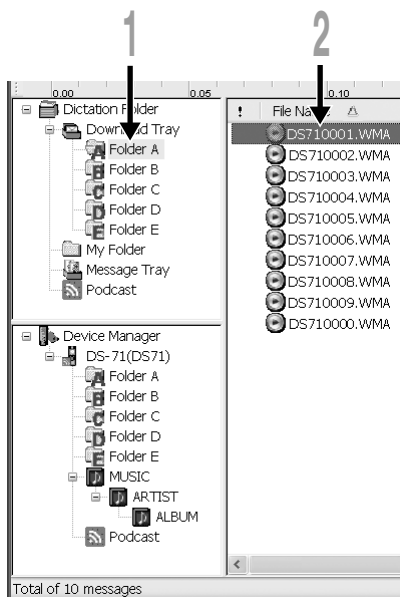 1 2
0.00 0.05 0.10
Dictation Folder
Download Tray
Folder A
Folder B
Folder C
Folder D
Folder E
My Folder
Message Tray
Podcast
! File Name
DS710001.WMA
DS710002.WMA
DS710003.WMA
DS710004.WMA
DS710005.WMA
DS710006.WMA
DS710007.WMA
DS710008.WMA
DS710009.WMA
DS710000.WMA
Device Manager
DS-71(DS71)
Folder A
Folder B
Folder C
Folder D
Folder E
MUSIC
ARTIST
ALBUM
Podcast
Total of 10 messages